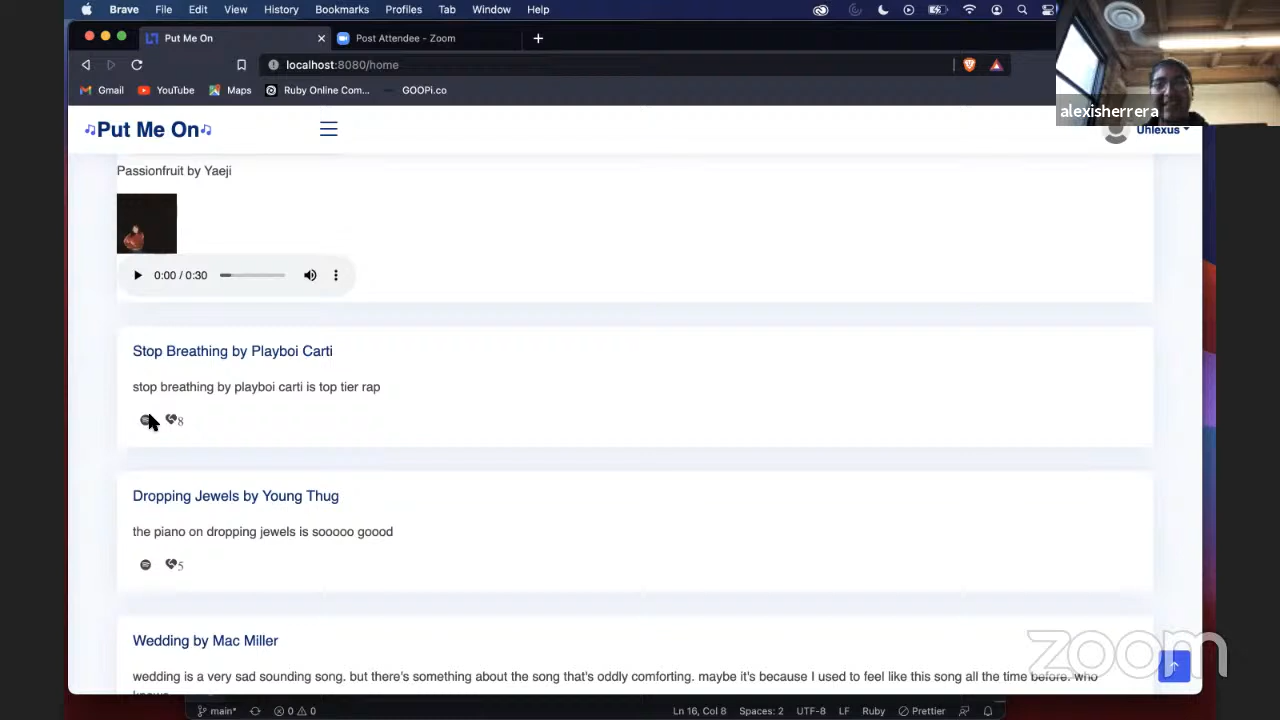 Brave File Edit View History Bookmarks Profiles Tab Window Help
Put Me On
Post Attendee - Zoom
localhost:8080/home
Gmail YouTube Maps Ruby Online Com... GOOPi.co
alexisherrera
Put Me On
Uhlexus
Passionfruit by Yaeji
0:00 / 0:30
Stop Breathing by Playboi Carti
stop breathing by playboi carti is top tier rap
8
Dropping Jewels by Young Thug
the piano on dropping jewels is sooooo goood
5
Wedding by Mac Miller
wedding is a very sad sounding song. but there's something about the song that's oddly comforting. maybe it's because I used to feel like this song all the time before. who
knows
zoom
main* 0 0 Ln 16, Col 8 Spaces: 2 UTF-8 LF Ruby Prettier